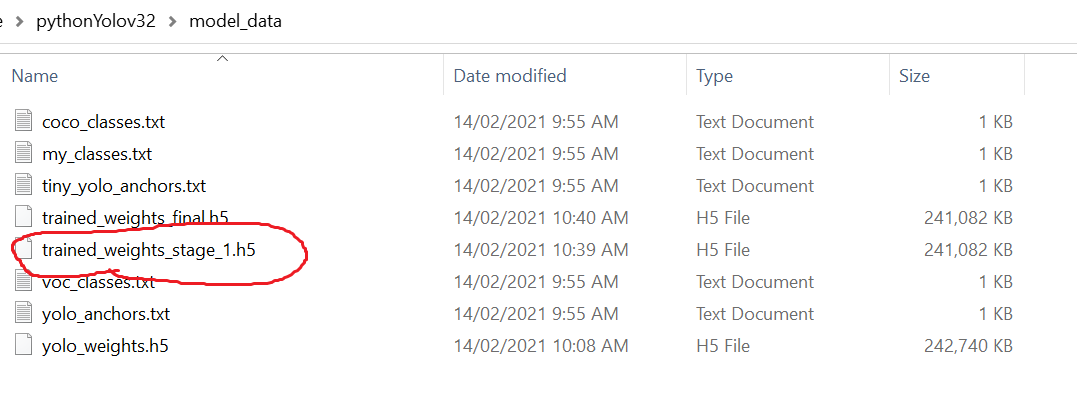 e > pythonYolov32 > model_data
Name Date modified Type Size
coco_classes.txt 14/02/2021 9:55 AM Text Document 1 KB
my_classes.txt 14/02/2021 9:55 AM Text Document 1 KB
tiny_yolo_anchors.txt 14/02/2021 9:55 AM Text Document 1 KB
trained_weights_final.h5 14/02/2021 10:40 AM H5 File 241,082 KB
trained_weights_stage_1.h5 14/02/2021 10:39 AM H5 File 241,082 KB
voc_classes.txt 14/02/2021 9:55 AM Text Document 1 KB
yolo_anchors.txt 14/02/2021 9:55 AM Text Document 1 KB
yolo_weights.h5 14/02/2021 10:08 AM H5 File 242,740 KB